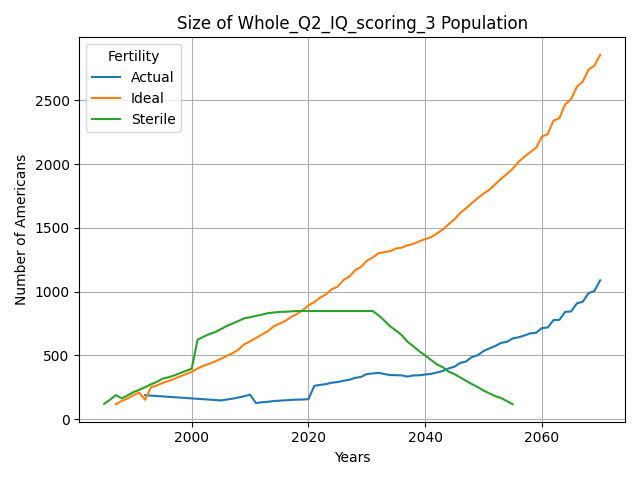 Size of Whole_Q2_IQ_scoring_3 Population
Fertility
Actual
Ideal
Sterile
2500
2000
1500
1000
500
0
Number of Americans
2000 2020 2040 2060
Years